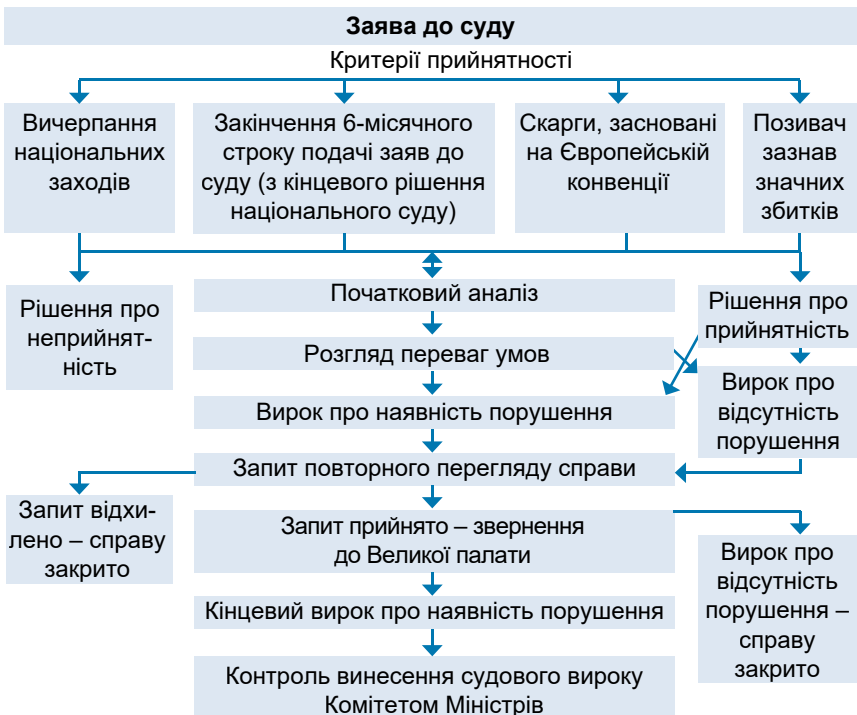 Заява до суду
Критерії прийнятності
Вичерпання
національних
заходів
Закінчення 6-місячного
строку подачі заяв до
суду (з кінцевого рішення
національного суду)
Скарги, засновані
на Європейській
конвенції
Позивач
зазнав
значних
збитків
Рішення про
неприйнят-
ність
Початковий аналіз
Рішення про
прийнятність
Розгляд переваг умов
Вирок про
відсутність
порушення
Вирок про наявність порушення
Запит повторного перегляду справи
Запит відхи-
лено – справу
закрито
Запит прийнято – звернення
до Великої палати
Вирок про
відсутність
порушення –
справу
закрито
Кінцевий вирок про наявність порушення
Контроль винесення судового вироку
Комітетом Міністрів